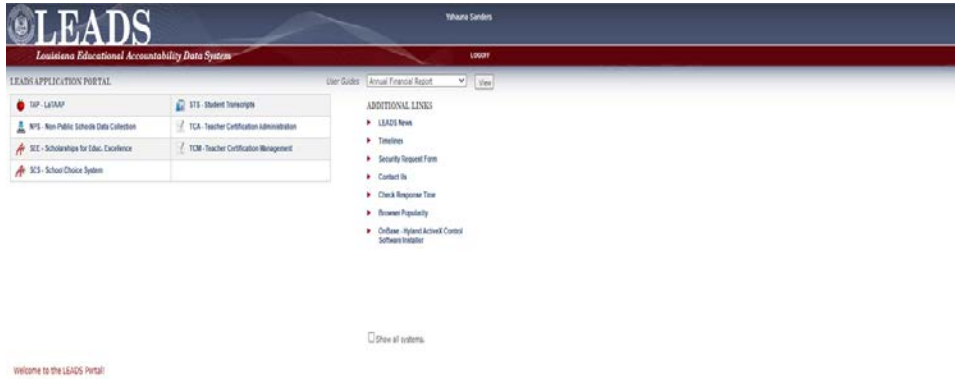 LEADS
Yshauna Sanders
Louisiana Educational Accountability Data System
LOGOFF
LEADS APPLICATION PORTAL
User Guides Annual Financial Report View
TAP - LaTAAP
STS - Student Transcripts
NPS - Non Public Schools Data Collection
TCA - Teacher Certification Administration
SEE - Scholarships for Educ. Excellence
TCM - Teacher Certification Management
SCS - School Choice System
ADDITIONAL LINKS
LEADS News
Timelines
Security Request Form
Contact Us
Check Response Time
Browser Popularity
OnBase - Hyland ActiveX Control
Software Installer
Show all systems.
Welcome to the LEADS Portal!